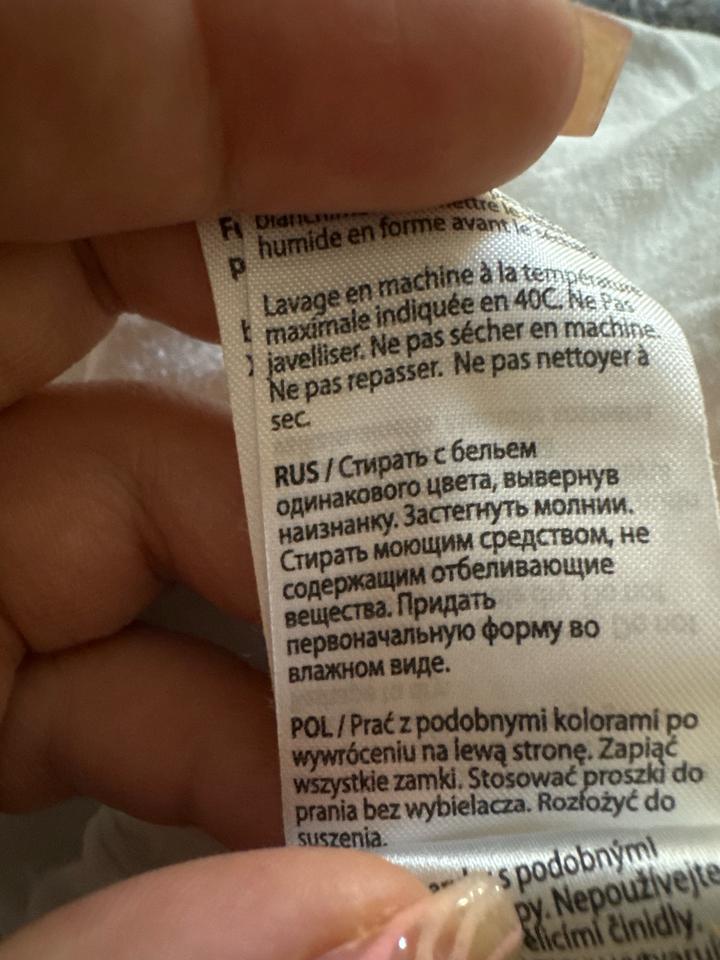 humide en forme avant le
Lavage en machine à la température
maximale indiquée en 40C. Ne Pas
javelliser. Ne pas sécher en machine.
Ne pas repasser. Ne pas nettoyer à
sec.
RUS / Стирать с бельем
одинакового цвета, вывернув
наизнанку. Застегнуть молнии.
Стирать моющим средством, не
содержащим отбеливающие
вещества. Придать
первоначальную форму во
влажном виде.
POL / Prać z podobnymi kolorami po
wywróceniu na lewą stronę. Zapiąć
wszystkie zamki. Stosować proszki do
prania bez wybielacza. Rozłożyć do
suszenia.
s podobnými
Nepoužívejte
činidly.